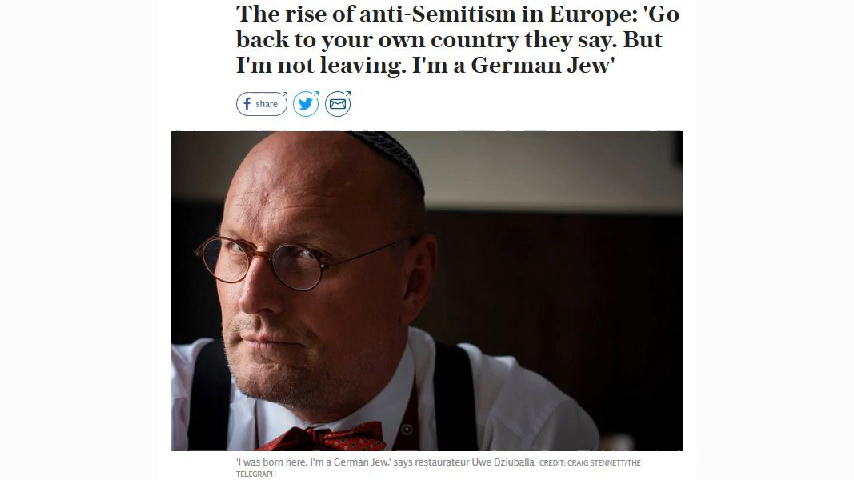 The rise of anti-Semitism in Europe: 'Go
back to your own country they say. But
I'm not leaving. I'm a German Jew'
share
'I was born here. I'm a German Jew,' says restaurateur Uwe Dziuballa CREDIT: CRAIG STENNETT/THE
TELEGRAPH